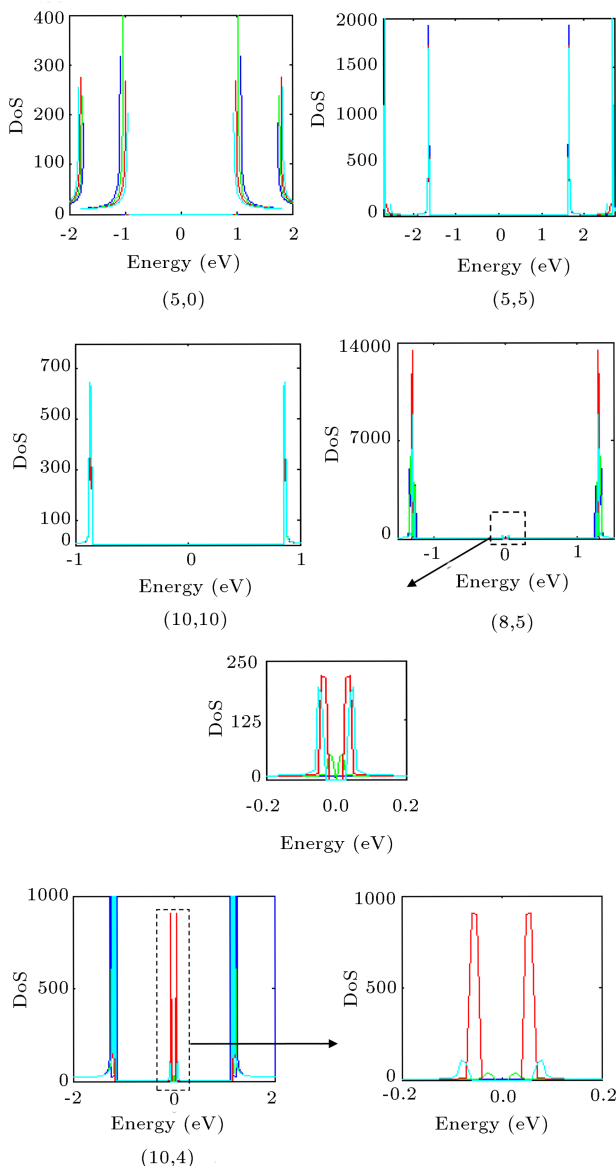 400
300
200
100
0
DoS
-2 -1 0 1 2
Energy (eV)
(5,0)
2000
1500
1000
500
0
DoS
-2 -1 0 1 2
Energy (eV)
(5,5)
700
500
300
100
0
DoS
-1 0 1
Energy (eV)
(10,10)
14000
7000
0
DoS
-1 0 1
Energy (eV)
(8,5)
250
125
0
DoS
-0.2 0.0 0.2
Energy (eV)
1000
500
0
DoS
-2 0 2
Energy (eV)
(10,4)
1000
500
0
DoS
-0.2 0.0 0.2
Energy (eV)